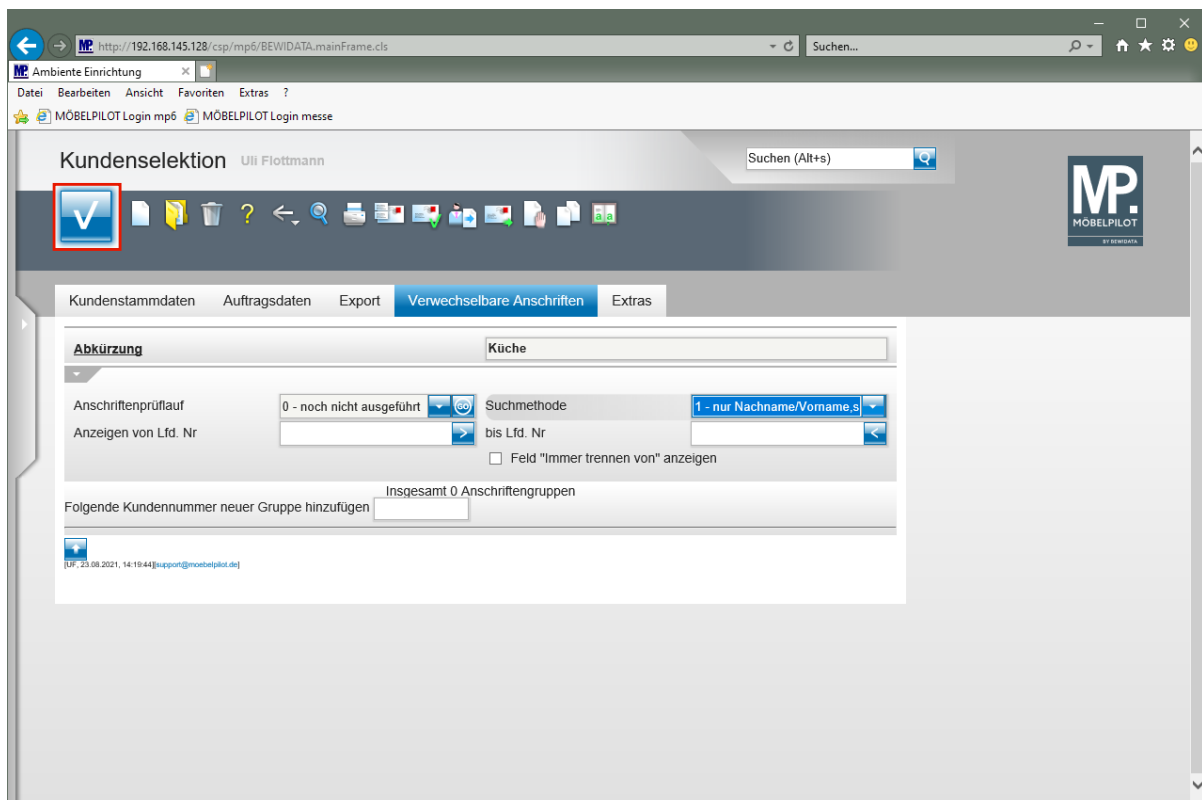 http://192.168.145.128/csp/mp6/BEWIDATA.mainFrame.cls Suchen...
MP. Ambiente Einrichtung
Datei Bearbeiten Ansicht Favoriten Extras ?
MÖBELPILOT Login mp6 MÖBELPILOT Login messe
Kundenselektion Uli Flottmann Suchen (Alt+s)
MP.
MÖBELPILOT
BY BEWIDATA
Kundenstammdaten Auftragsdaten Export Verwechselbare Anschriften Extras
Abkürzung Küche
Anschriftenprüflauf 0 - noch nicht ausgeführt GO Suchmethode 1 - nur Nachname/Vorname,s
Anzeigen von Lfd. Nr > bis Lfd. Nr <
Feld "Immer trennen von" anzeigen
Insgesamt 0 Anschriftengruppen
Folgende Kundennummer neuer Gruppe hinzufügen
[UF, 23.08.2021, 14:19:44][support@moebelpilot.de]